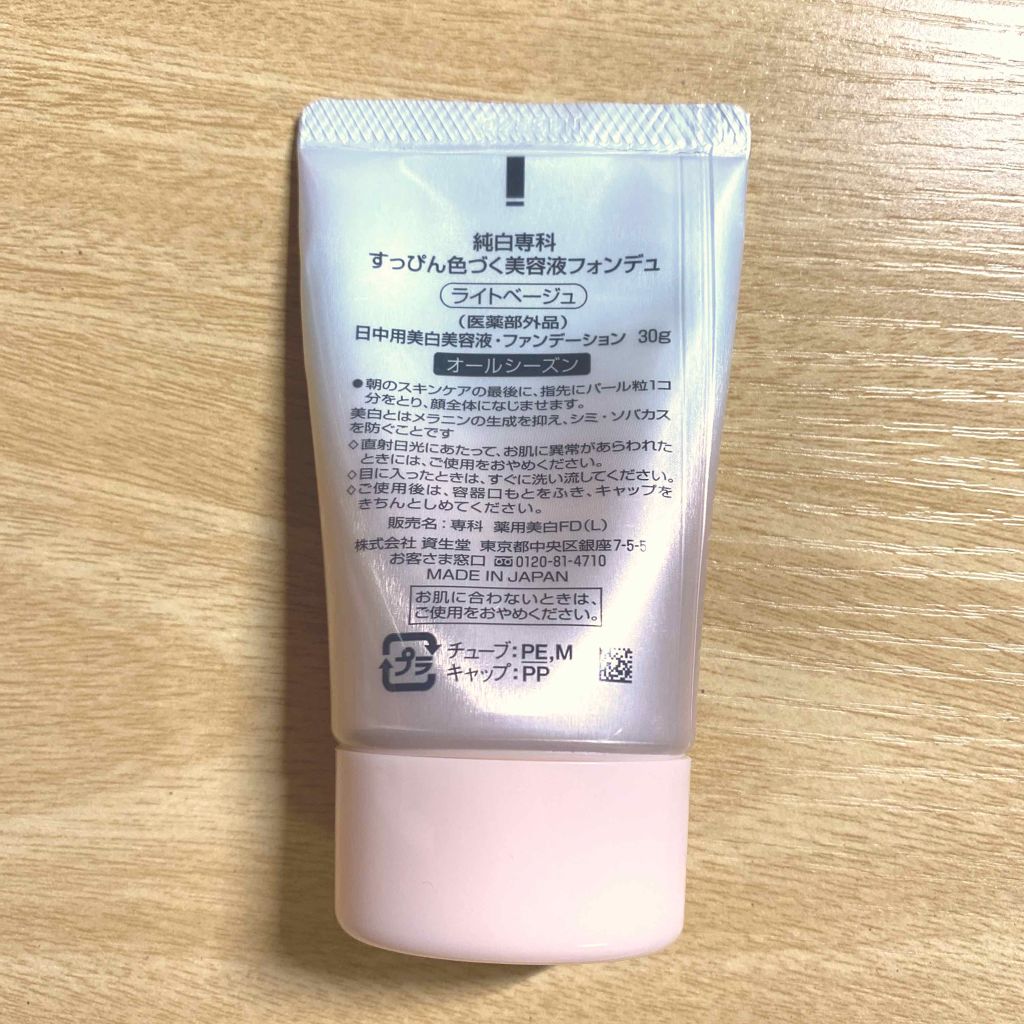 純白専科
すっぴん色づく美容液フォンデュ
ライトベージュ
(医薬部外品)
日中用美白美容液・ファンデーション 30g
オールシーズン
●朝のスキンケアの最後に、指先にパール粒1コ
分をとり、顔全体になじませます。
美白とはメラニンの生成を抑え、シミ・ソバカス
を防ぐことです
◇直射日光にあたって、お肌に異常があらわれた
ときには、ご使用をおやめください。
◇目に入ったときは、すぐに洗い流してください。
◇ご使用後は、容器口もとをふき、キャップを
きちんとしめてください。
販売名:専科 薬用美白FD(L)
株式会社 資生堂 東京都中央区銀座7-5-5
お客さま窓口 0120-81-4710
MADE IN JAPAN
お肌に合わないときは、
ご使用をおやめください。
プラ
チューブ:PE,M
キャップ:PP